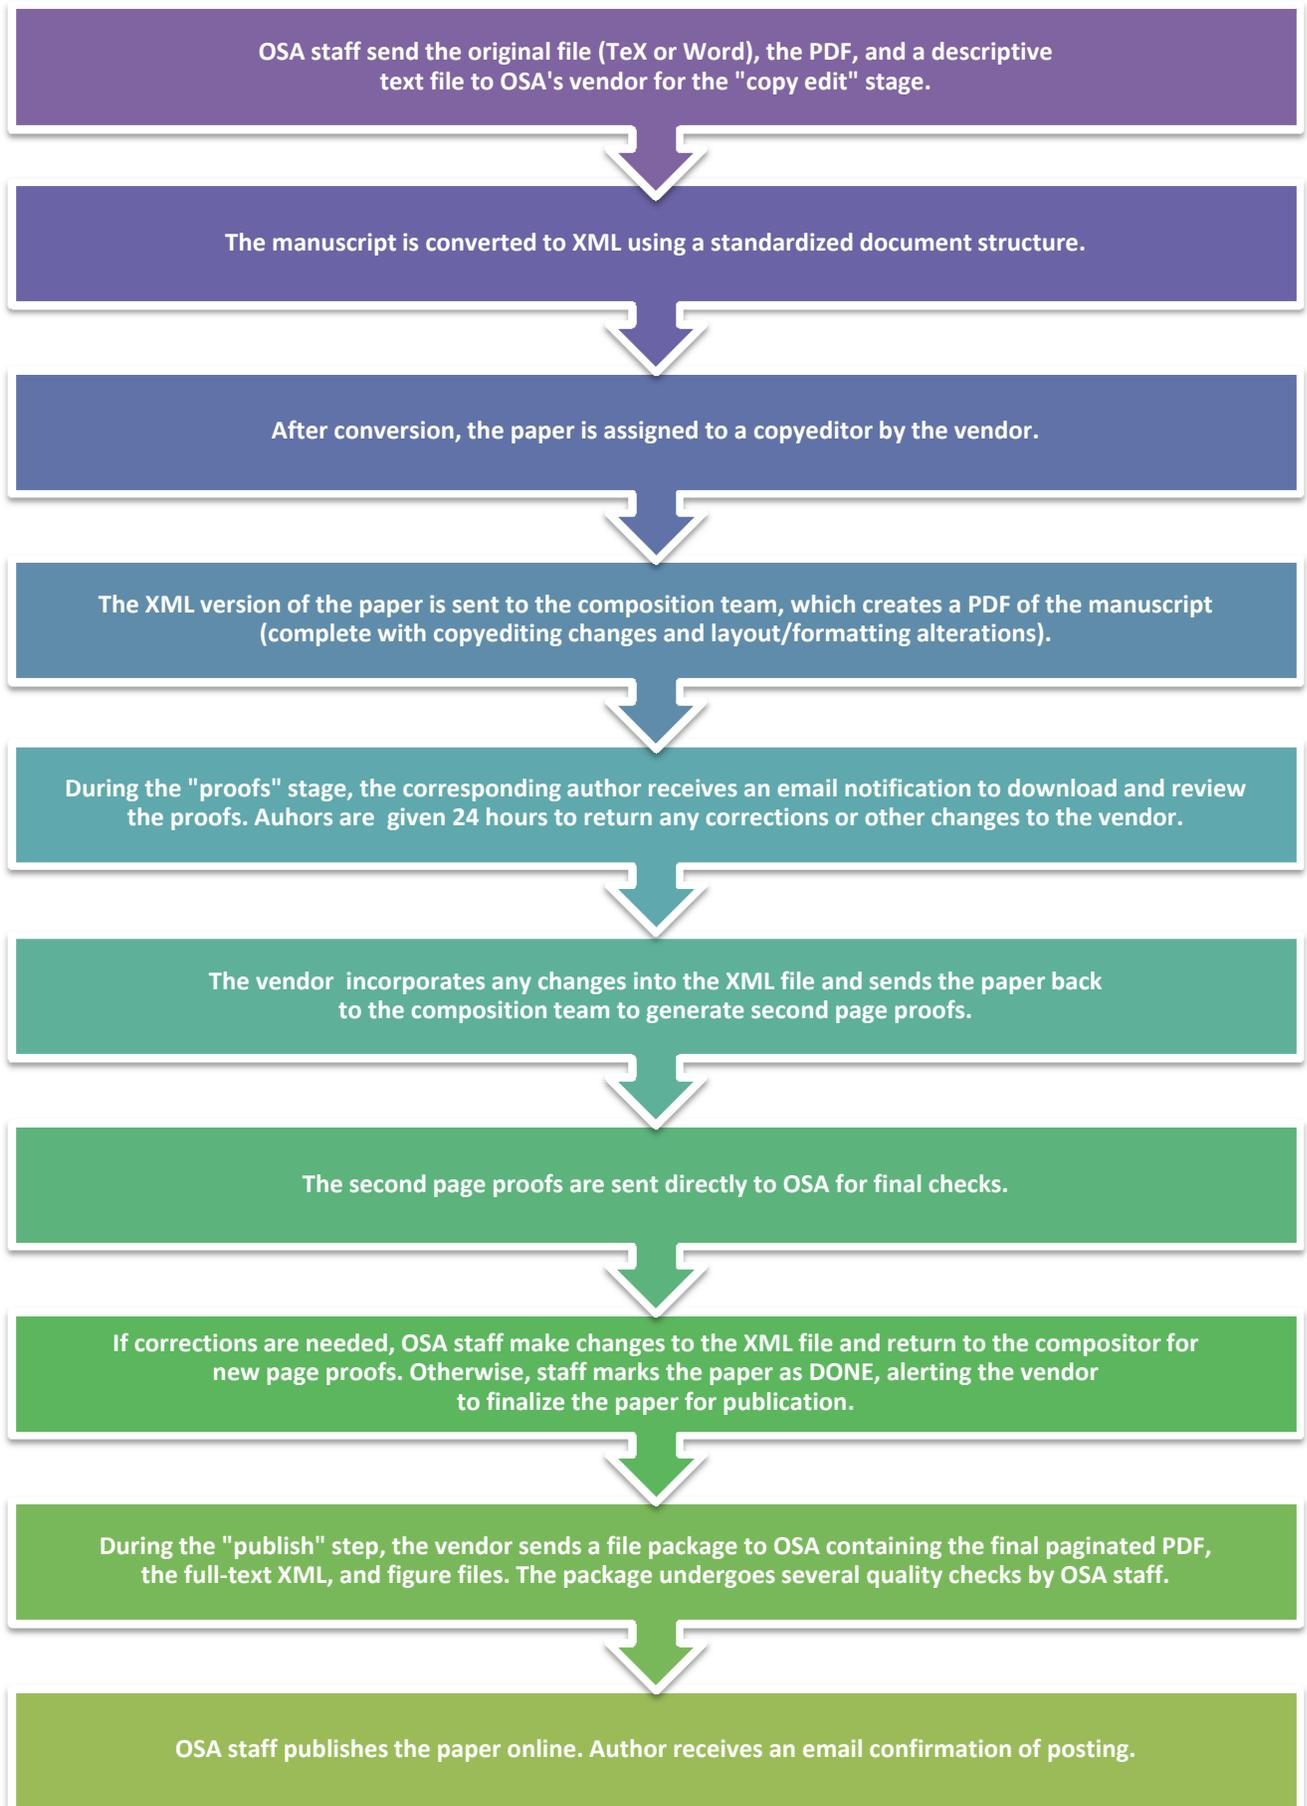 OSA staff send the original file (TeX or Word), the PDF, and a descriptive
text file to OSA's vendor for the "copy edit" stage.
The manuscript is converted to XML using a standardized document structure.
After conversion, the paper is assigned to a copyeditor by the vendor.
The XML version of the paper is sent to the composition team, which creates a PDF of the manuscript
(complete with copyediting changes and layout/formatting alterations).
During the "proofs" stage, the corresponding author receives an email notification to download and review
the proofs. Auhors are  given 24 hours to return any corrections or other changes to the vendor.
The vendor  incorporates any changes into the XML file and sends the paper back
to the composition team to generate second page proofs.
The second page proofs are sent directly to OSA for final checks.
If corrections are needed, OSA staff make changes to the XML file and return to the compositor for
new page proofs. Otherwise, staff marks the paper as DONE, alerting the vendor
to finalize the paper for publication.
During the "publish" step, the vendor sends a file package to OSA containing the final paginated PDF,
the full-text XML, and figure files. The package undergoes several quality checks by OSA staff.
OSA staff publishes the paper online. Author receives an email confirmation of posting.